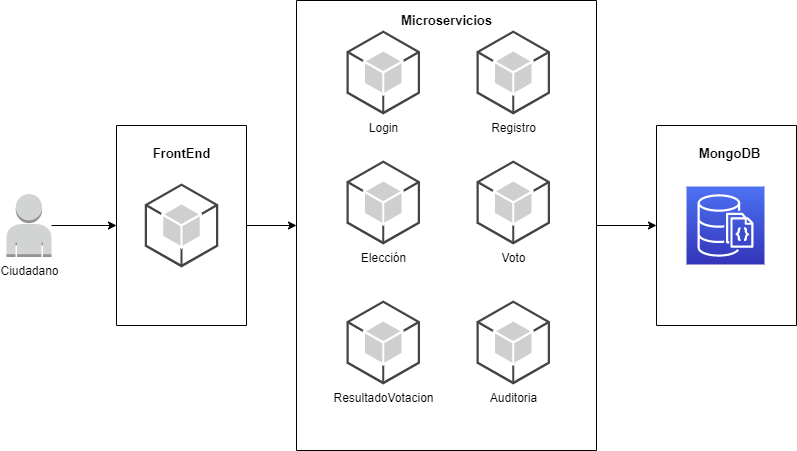 Microservicios
Login
Registro
FrontEnd
MongoDB
Ciudadano
Elección
Voto
ResultadoVotacion
Auditoria